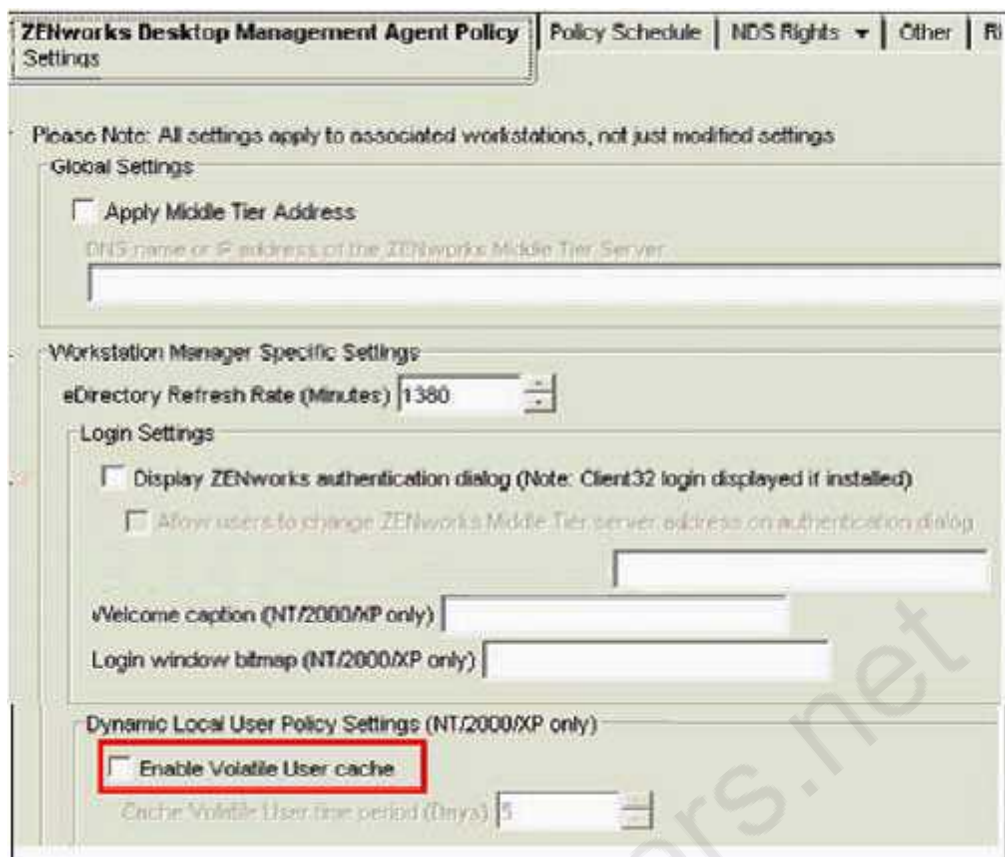 ZENworks Desktop Management Agent Policy
Settings
Policy Schedule
NDS Rights
Other
Please Note: All settings apply to associated workstations, not just modified settings
Global Settings
Apply Middle Tier Address
DNS name or IP address of the ZENworks Middle Tier Server
Workstation Manager Specific Settings
eDirectory Refresh Rate (Minutes) 1380
Login Settings
Display ZENworks authentication dialog (Note: Client32 login displayed if installed)
Allow users to change ZENworks Middle Tier server address on authentication dialog
Welcome caption (NT/2000/XP only)
Login window bitmap (NT/2000/XP only)
Dynamic Local User Policy Settings (NT/2000/XP only)
Enable Volatile User cache
Cache Volatile User time period (Days) 5